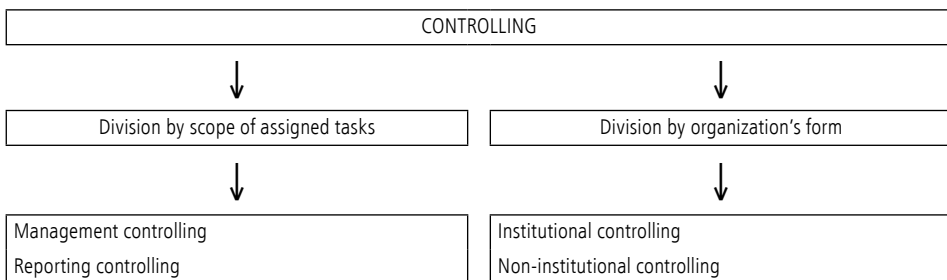 CONTROLLING
Division by scope of assigned tasks
Division by organization's form
Management controlling
Reporting controlling
Institutional controlling
Non-institutional controlling